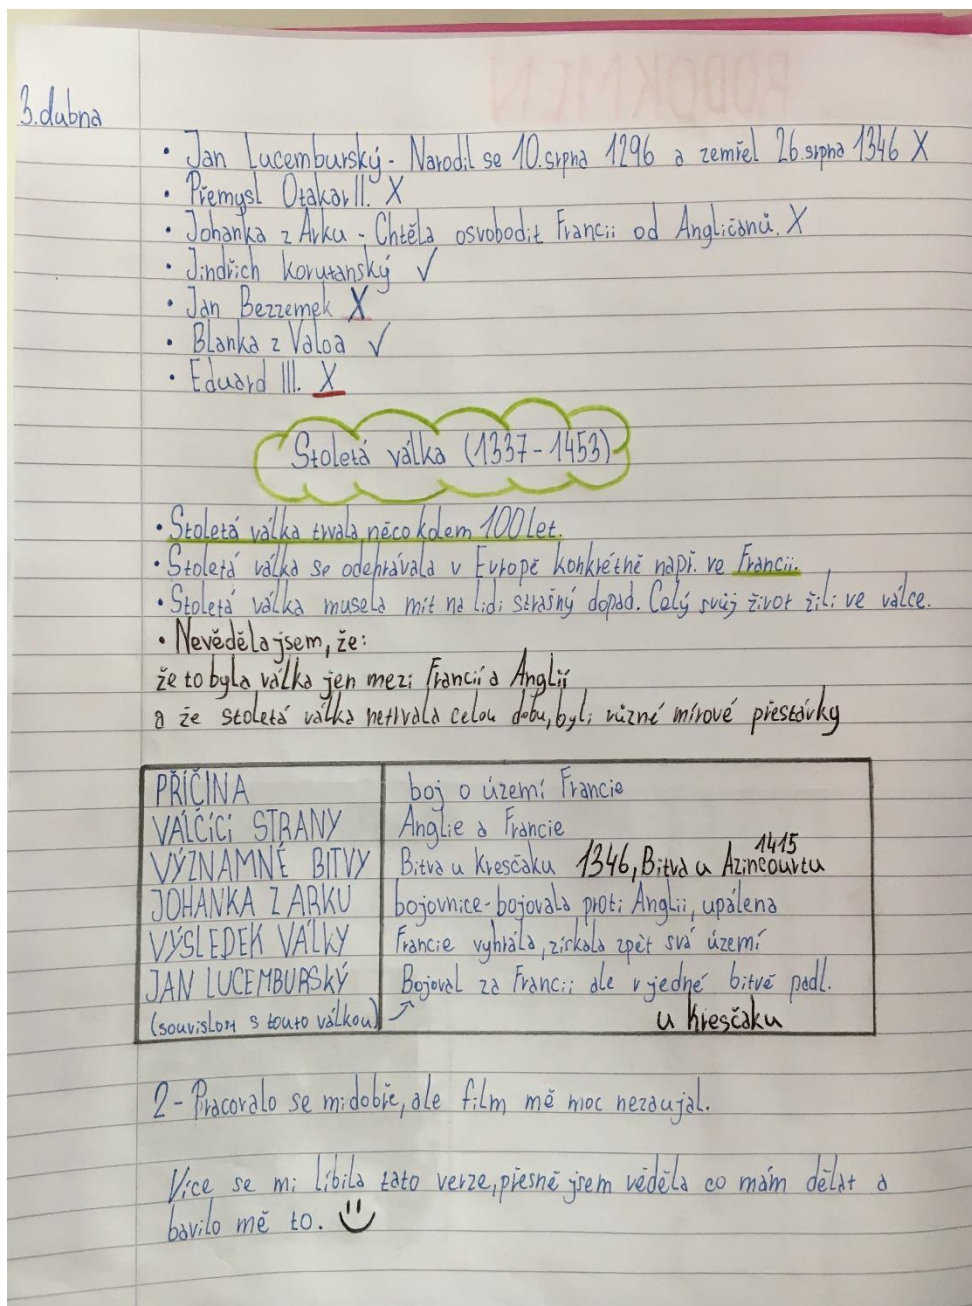 RODOKMEN
3. dubna
• Jan Lucemburský - Narodil se 10. srpna 1296 a zemřel 26. srpna 1346 X
• Přemysl Otakar II. X
• Johanka z Arku - Chtěla osvobodit Francii od Angličanů. X
• Jindřich Korutanský ✓
• Jan Bezzemek X
• Blanka z Valoa ✓
• Eduard III. X
Stoletá válka (1337 - 1453)
• Stoletá válka trvala něco kolem 100 let.
• Stoletá válka se odehrávala v Evropě konkrétně např. ve Francii.
• Stoletá válka musela mít na lidi strašný dopad. Celý svůj život žili ve válce.
• Nevěděla jsem, že:
že to byla válka jen mezi Francií a Anglií
a že stoletá válka netrvala celou dobu, byli různé mírové přestávky
PŘÍČINA boj o území Francie
VÁLČÍCÍ STRANY Anglie a Francie
VÝZNAMNÉ BITVY Bitva u Kresčaku 1346, Bitva u Azincourtu 1415
JOHANKA Z ARKU bojovnice - bojovala proti Anglii, upálena
VÝSLEDEK VÁLKY Francie vyhrála, získala zpět svá území
JAN LUCEMBURSKÝ Bojoval za Francii ale v jedné bitvě padl.
(souvislost s touto válkou) u Kresčaku
2 - Pracovalo se mi dobře, ale film mě moc nezaujal.
Více se mi líbila tato verze, přesně jsem věděla co mám dělat a
bavilo mě to.